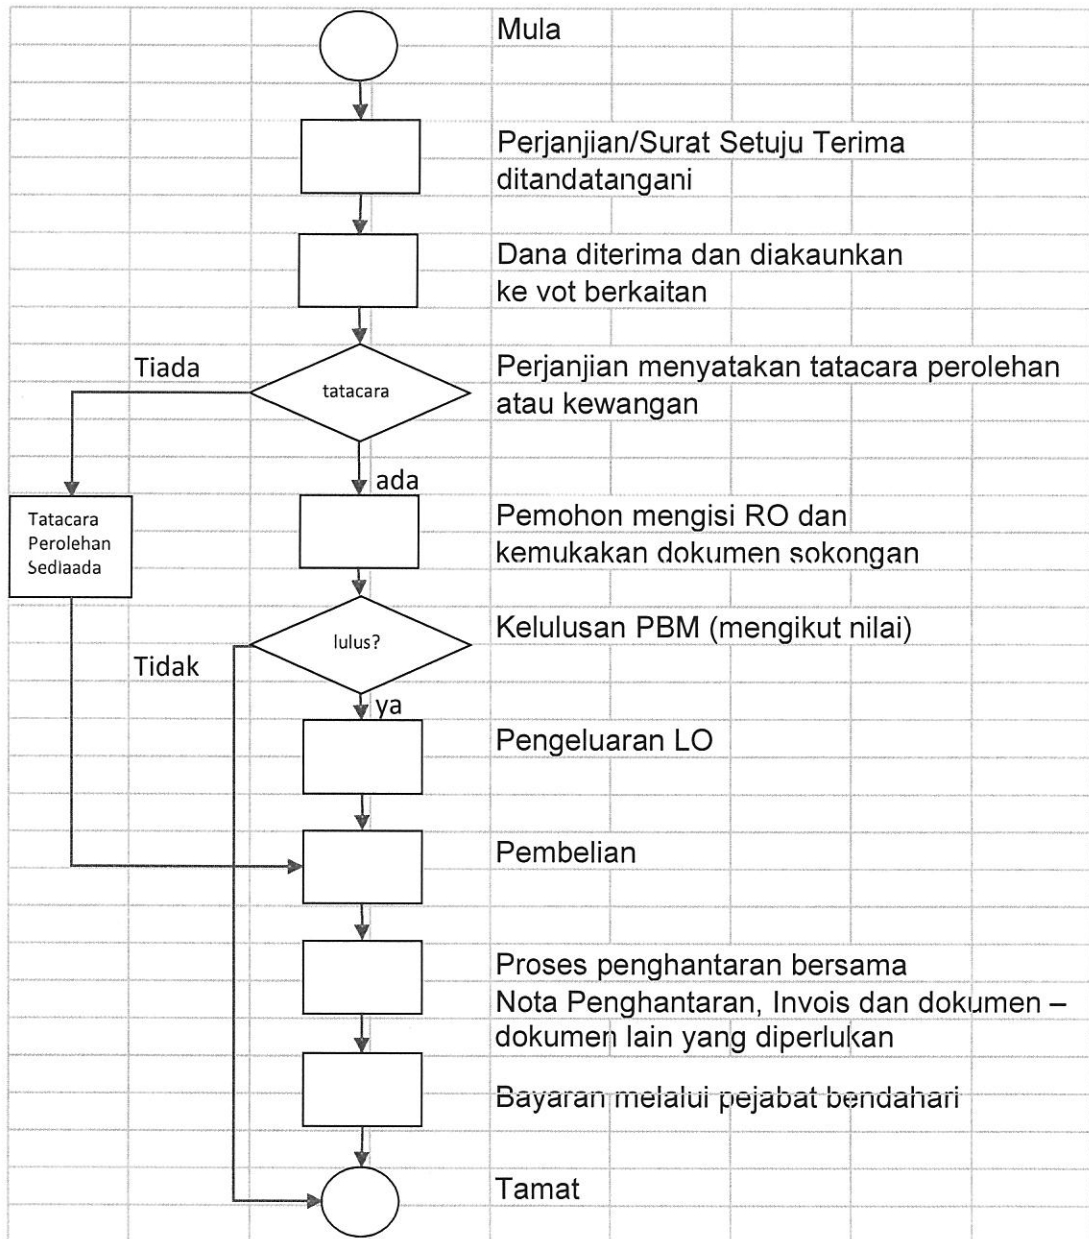 Mula
Perjanjian/Surat Setuju Terima
ditandatangani
Dana diterima dan diakaunkan
ke vot berkaitan
Tiada
tatacara
Perjanjian menyatakan tatacara perolehan
atau kewangan
ada
Tatacara
Perolehan
Sediaada
Pemohon mengisi RO dan
kemukakan dokumen sokongan
lulus?
Kelulusan PBM (mengikut nilai)
Tidak
ya
Pengeluaran LO
Pembelian
Proses penghantaran bersama
Nota Penghantaran, Invois dan dokumen –
dokumen lain yang diperlukan
Bayaran melalui pejabat bendahari
Tamat